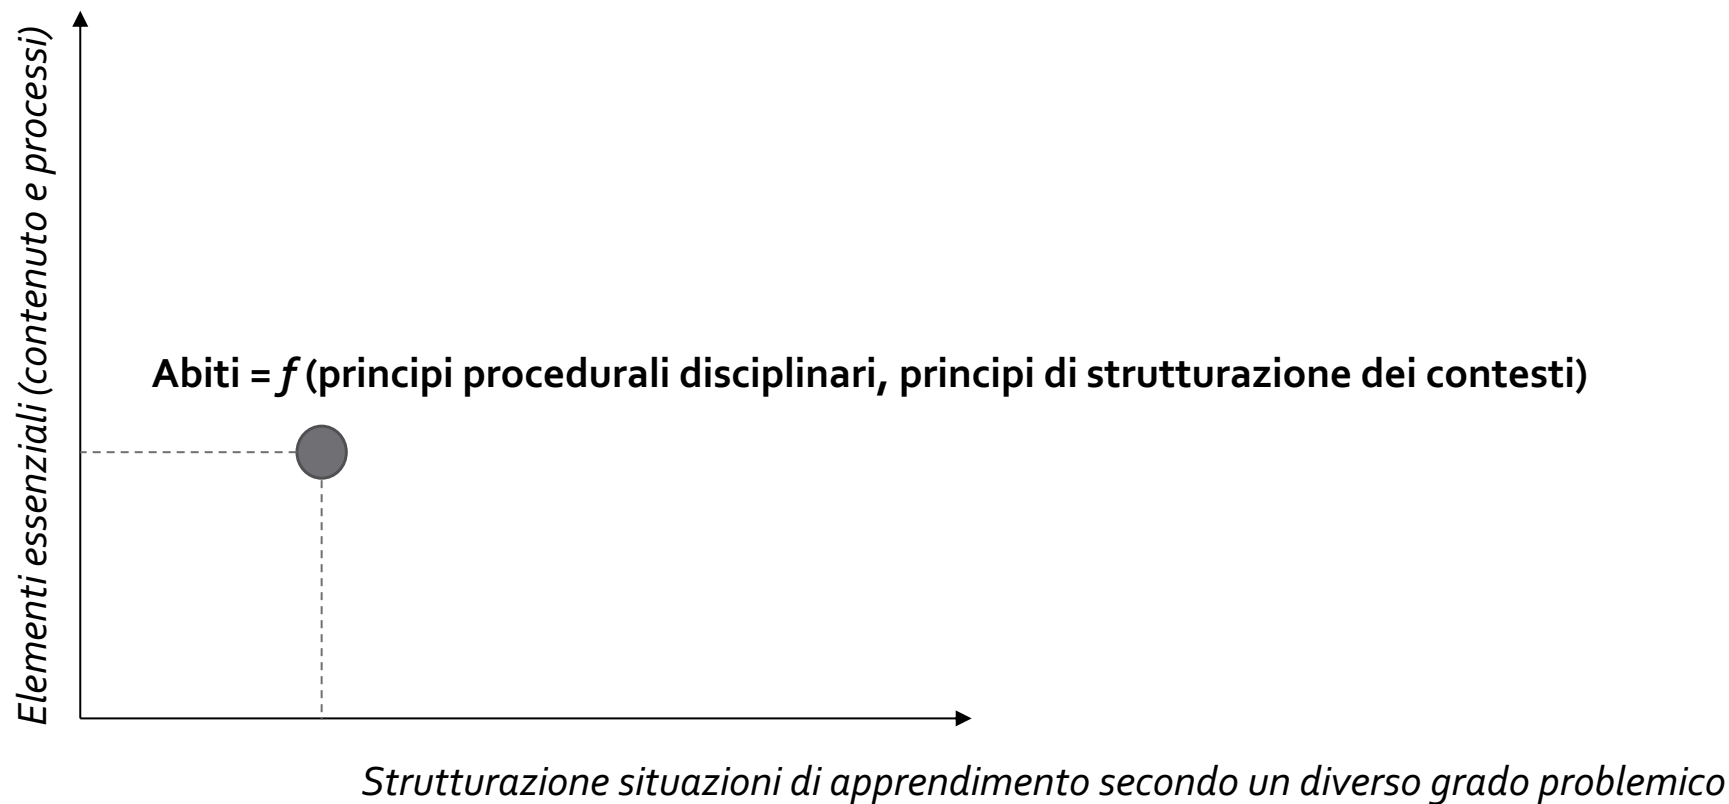 Elementi essenziali (contenuto e processi)
Abiti = f (principi procedurali disciplinari, principi di strutturazione dei contesti)
Strutturazione situazioni di apprendimento secondo un diverso grado problemico